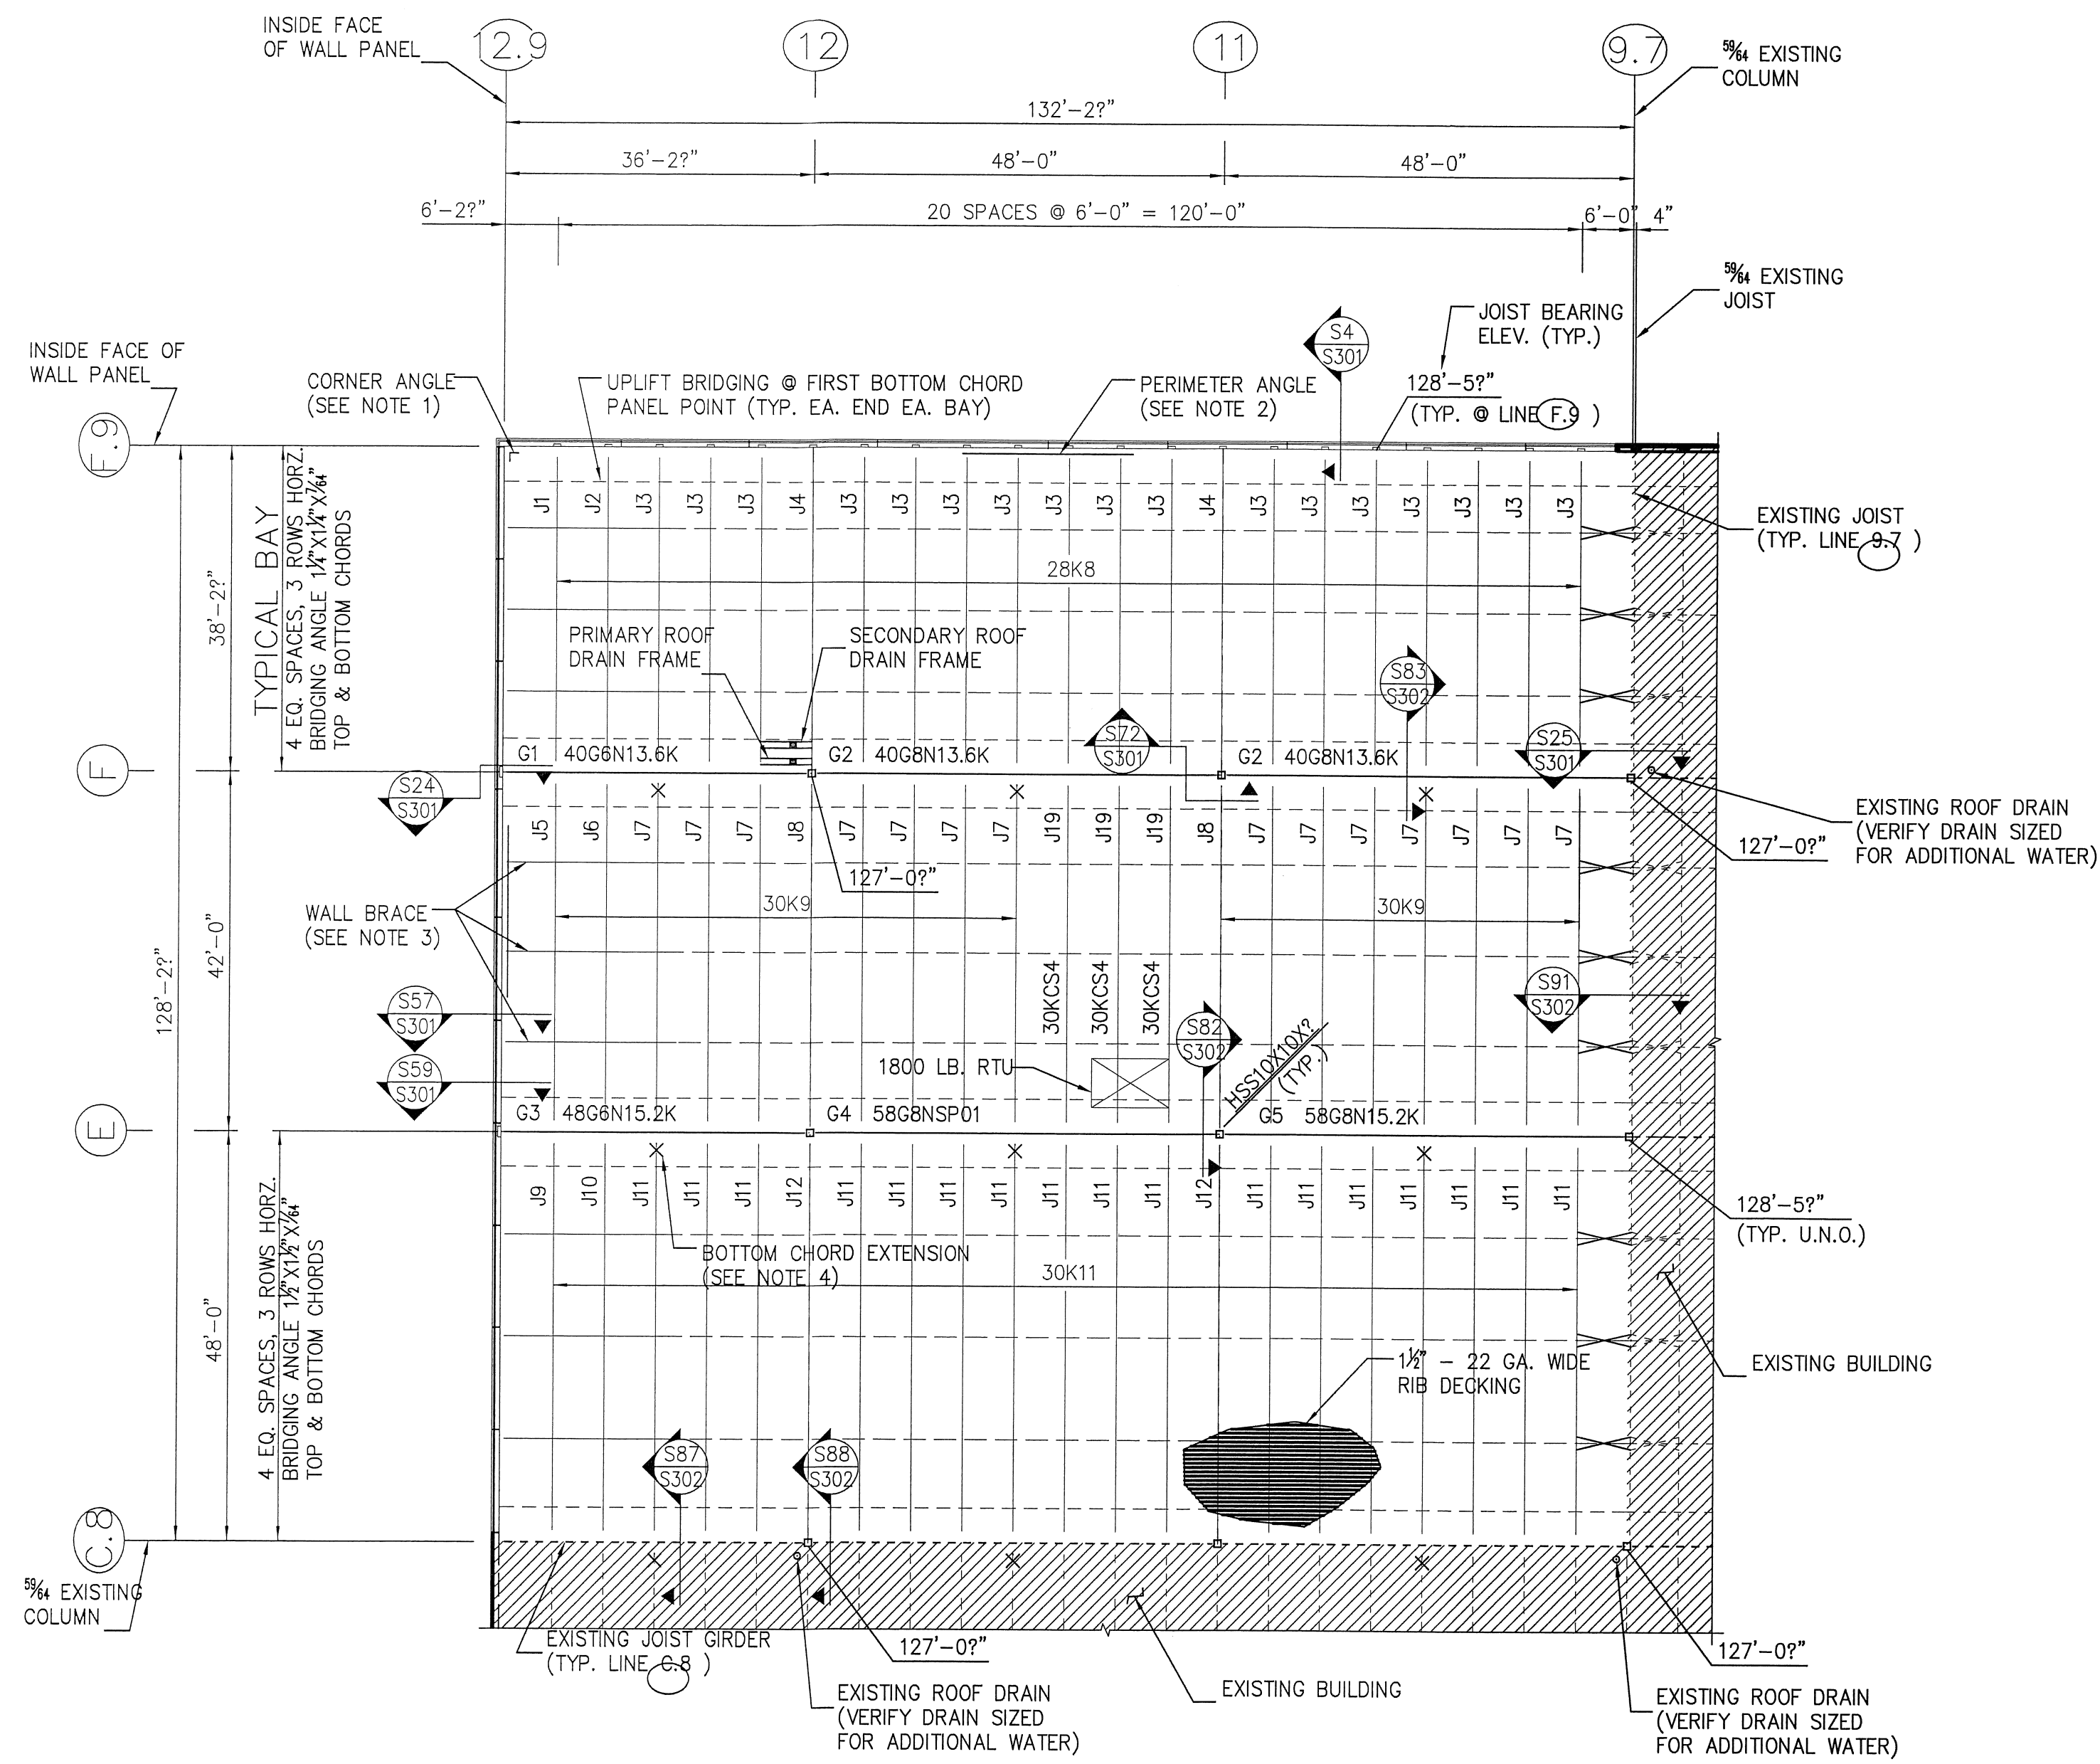 INSIDE FACE
OF WALL PANEL
12.9
12
11
9.7
59/64 EXISTING
COLUMN
132'-2?"
36'-2?"
48'-0"
48'-0"
6'-2?"
20 SPACES @ 6'-0" = 120'-0"
6'-0"
4"
59/64 EXISTING
JOIST
JOIST BEARING
ELEV. (TYP.)
S4
S301
INSIDE FACE OF
WALL PANEL
CORNER ANGLE
(SEE NOTE 1)
UPLIFT BRIDGING @ FIRST BOTTOM CHORD
PANEL POINT (TYP. EA. END EA. BAY)
PERIMETER ANGLE
(SEE NOTE 2)
128'-5?"
(TYP. @ LINE F.9 )
F.9
TYPICAL BAY
4 EQ. SPACES, 3 ROWS HORZ.
BRIDGING ANGLE 1¼"X1¼"X7/64"
TOP & BOTTOM CHORDS
38'-2?"
J1 J2 J3 J3 J3 J4 J3 J3 J3 J3 J3 J3 J4 J3 J3 J3 J3 J3 J3 J3
EXISTING JOIST
(TYP. LINE 9.7 )
28K8
PRIMARY ROOF
DRAIN FRAME
SECONDARY ROOF
DRAIN FRAME
S83
S302
S72
S301
S25
S301
G1 40G6N13.6K
G2 40G8N13.6K
G2 40G8N13.6K
F
S24
S301
EXISTING ROOF DRAIN
(VERIFY DRAIN SIZED
FOR ADDITIONAL WATER)
127'-0?"
J5 J6 J7 J7 J7 J8 J7 J7 J7 J7 J19 J19 J19 J8 J7 J7 J7 J7 J7 J7 J7
127'-0?"
WALL BRACE
(SEE NOTE 3)
30K9
30K9
128'-2?"
42'-0"
30KCS4
30KCS4
30KCS4
S57
S301
S91
S302
S82
S302
HSS10X10X?
(TYP.)
S59
S301
1800 LB. RTU
G3 48G6N15.2K
G4 58G8NSP01
G5 58G8N15.2K
E
J9 J10 J11 J11 J11 J12 J11 J11 J11 J11 J11 J11 J11 J12 J11 J11 J11 J11 J11 J11 J11
128'-5?"
(TYP. U.N.O.)
4 EQ. SPACES, 3 ROWS HORZ.
BRIDGING ANGLE 1½"X1½"X7/64"
TOP & BOTTOM CHORDS
48'-0"
BOTTOM CHORD EXTENSION
(SEE NOTE 4)
30K11
1½" – 22 GA. WIDE
RIB DECKING
EXISTING BUILDING
S87
S302
S88
S302
C.8
59/64 EXISTING
COLUMN
EXISTING JOIST GIRDER
(TYP. LINE C.8 )
127'-0?"
127'-0?"
EXISTING BUILDING
EXISTING ROOF DRAIN
(VERIFY DRAIN SIZED
FOR ADDITIONAL WATER)
EXISTING ROOF DRAIN
(VERIFY DRAIN SIZED
FOR ADDITIONAL WATER)